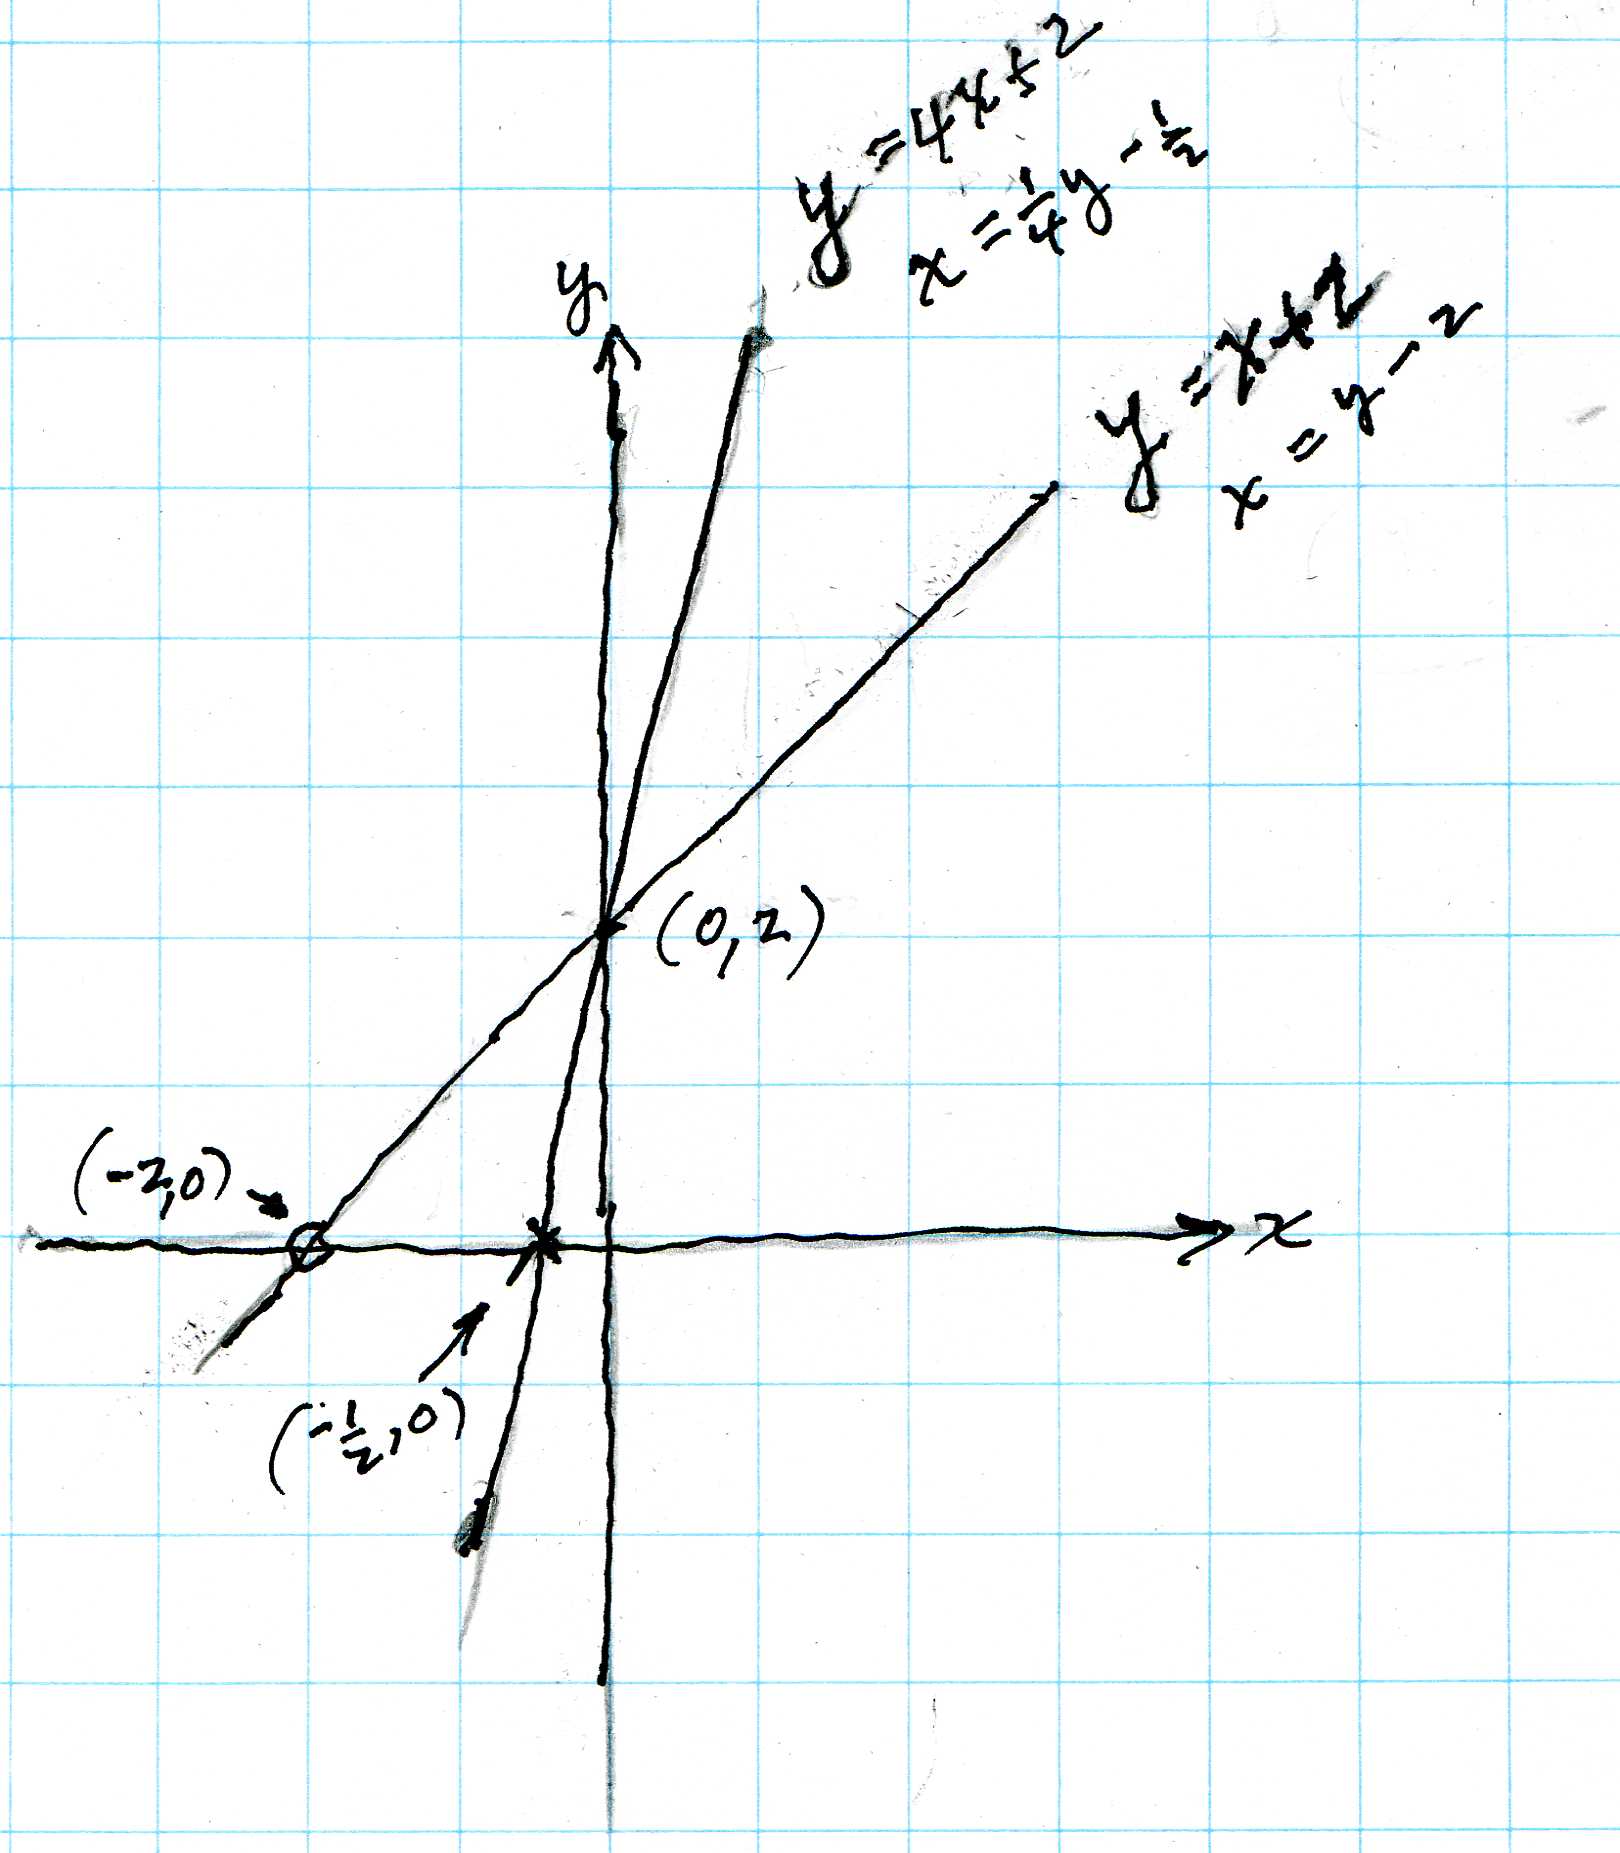 y = 4x + 2
x = 1/4 y - 1/2
y
y = x + 2
x = y - 2
(0,2)
(-2,0)
x
(-1/2,0)